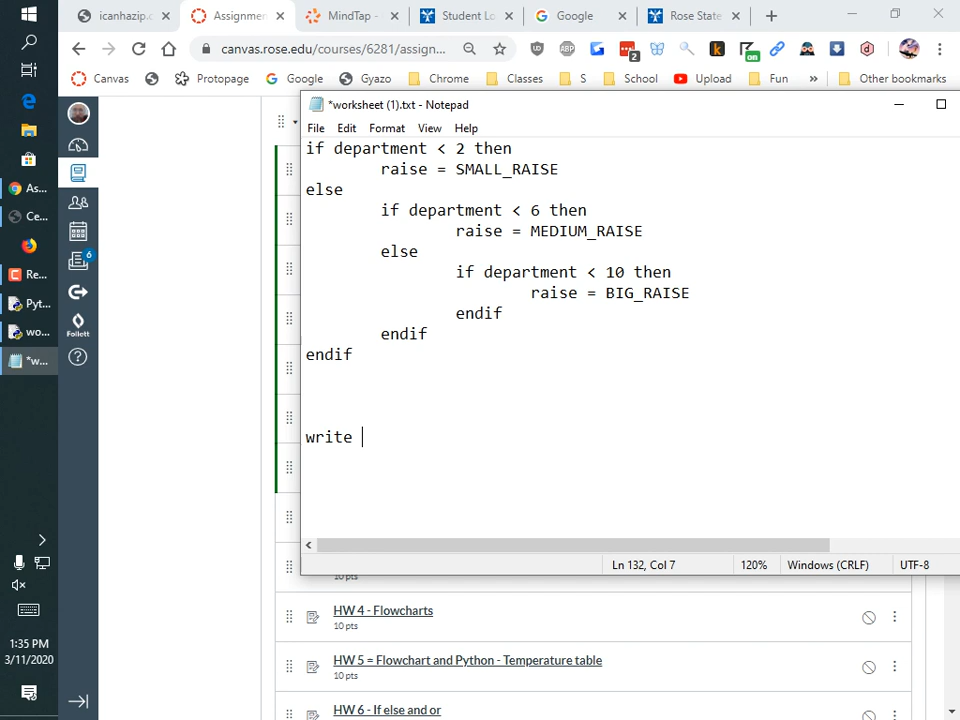 icanhazip.c
Assignmen
MindTap -
Student Lo
Google
Rose State
canvas.rose.edu/courses/6281/assign...
2
on
Canvas
Protopage
Google
Gyazo
Chrome
Classes
S
School
Upload
Fun
»
Other bookmarks
*worksheet (1).txt - Notepad
File Edit Format View Help
if department < 2 then
raise = SMALL_RAISE
else
if department < 6 then
raise = MEDIUM_RAISE
else
if department < 10 then
raise = BIG_RAISE
endif
endif
endif
write
Ln 132, Col 7
120%
Windows (CRLF)
UTF-8
As...
Ce...
Re...
Pyt...
wo...
*w...
6
Follett
1:35 PM
3/11/2020
10 pts
HW 4 - Flowcharts
10 pts
HW 5 = Flowchart and Python - Temperature table
10 pts
HW 6 - If else and or